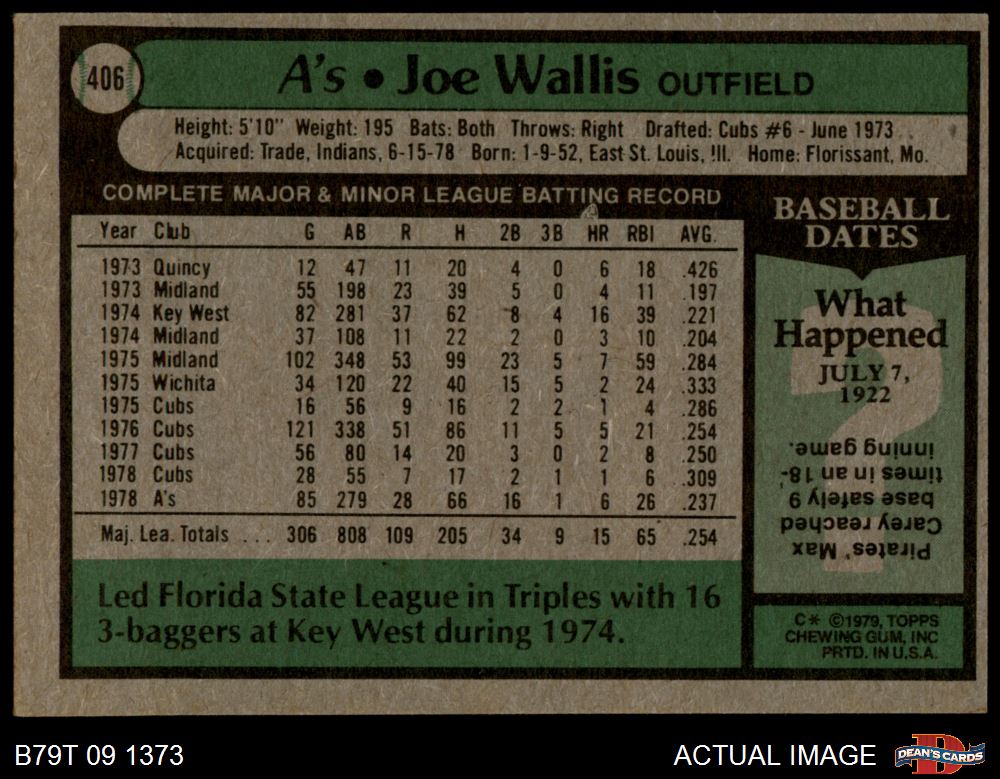 406
A's • Joe Wallis OUTFIELD
Height: 5'10" Weight: 195 Bats: Both Throws: Right Drafted: Cubs #6 - June 1973
Acquired: Trade, Indians, 6-15-78 Born: 1-9-52, East St. Louis, Ill. Home: Florissant, Mo.
COMPLETE MAJOR & MINOR LEAGUE BATTING RECORD
Year Club G AB R H 2B 3B HR RBI AVG.
1973 Quincy 12 47 11 20 4 0 6 18 .426
1973 Midland 55 198 23 39 5 0 4 11 .197
1974 Key West 82 281 37 62 8 4 16 39 .221
1974 Midland 37 108 11 22 2 0 3 10 .204
1975 Midland 102 348 53 99 23 5 7 59 .284
1975 Wichita 34 120 22 40 15 5 2 24 .333
1975 Cubs 16 56 9 16 2 2 1 4 .286
1976 Cubs 121 338 51 86 11 5 5 21 .254
1977 Cubs 56 80 14 20 3 0 2 8 .250
1978 Cubs 28 55 7 17 2 1 1 6 .309
1978 A's 85 279 28 66 16 1 6 26 .237
Maj. Lea. Totals ... 306 808 109 205 34 9 15 65 .254
Led Florida State League in Triples with 16
3-baggers at Key West during 1974.
BASEBALL
DATES
What
Happened
JULY 7,
1922
Pirates' Max
Carey reached
base safely 9
times in an 18-
inning game.
C* ©1979, TOPPS
CHEWING GUM, INC
PRTD. IN U.S.A.
B79T 09 1373
ACTUAL IMAGE
DEAN'S CARDS